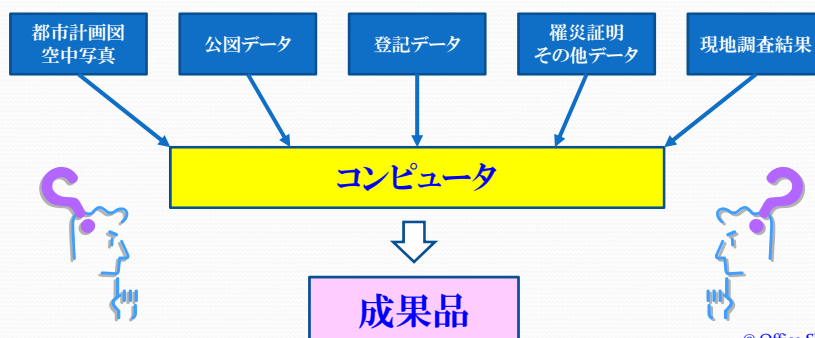 都市計画図
空中写真
公図データ
登記データ
罹災証明
その他データ
現地調査結果
コンピュータ
成果品